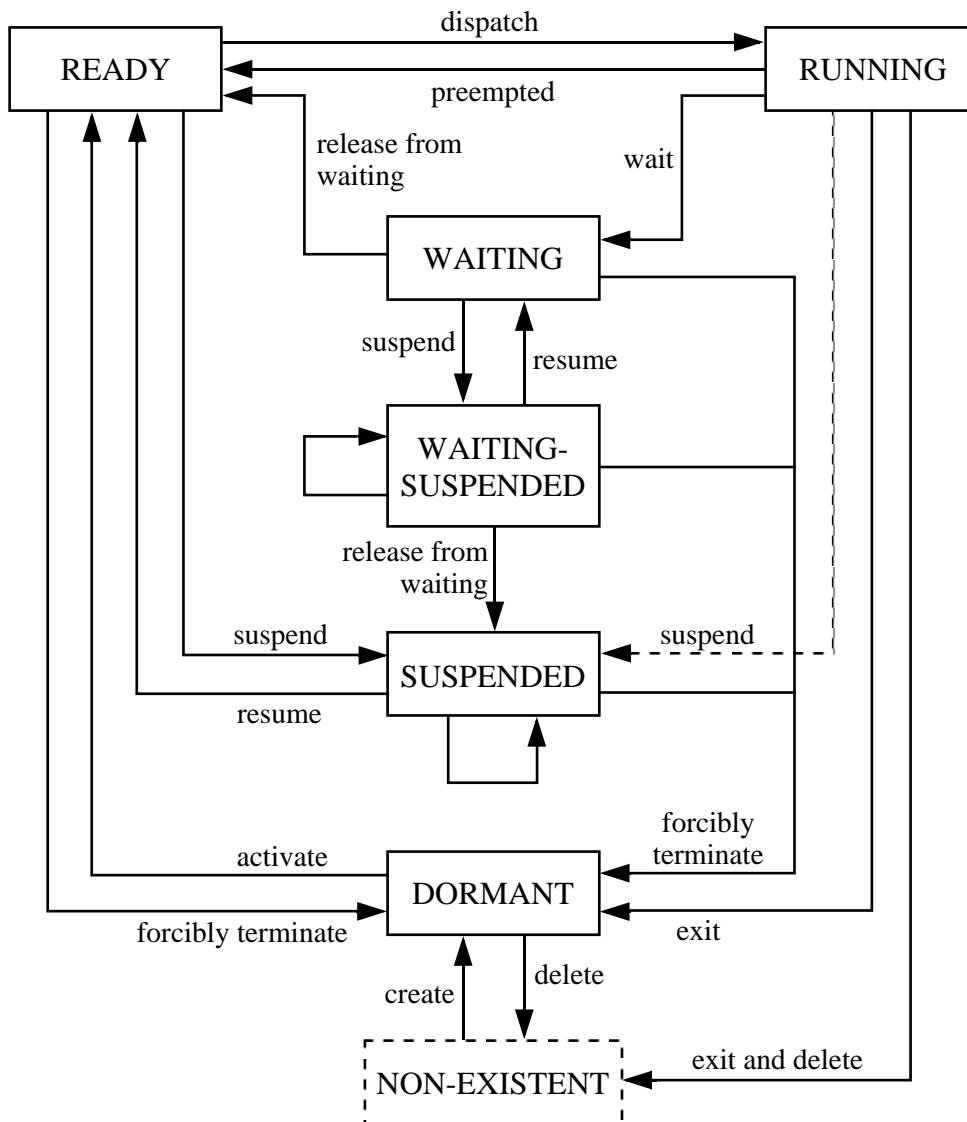 dispatch
READY
RUNNING
preempted
release from
waiting
wait
WAITING
suspend
resume
WAITING-
SUSPENDED
release from
waiting
suspend
suspend
SUSPENDED
resume
forcibly
terminate
activate
DORMANT
forcibly terminate
exit
delete
create
exit and delete
NON-EXISTENT